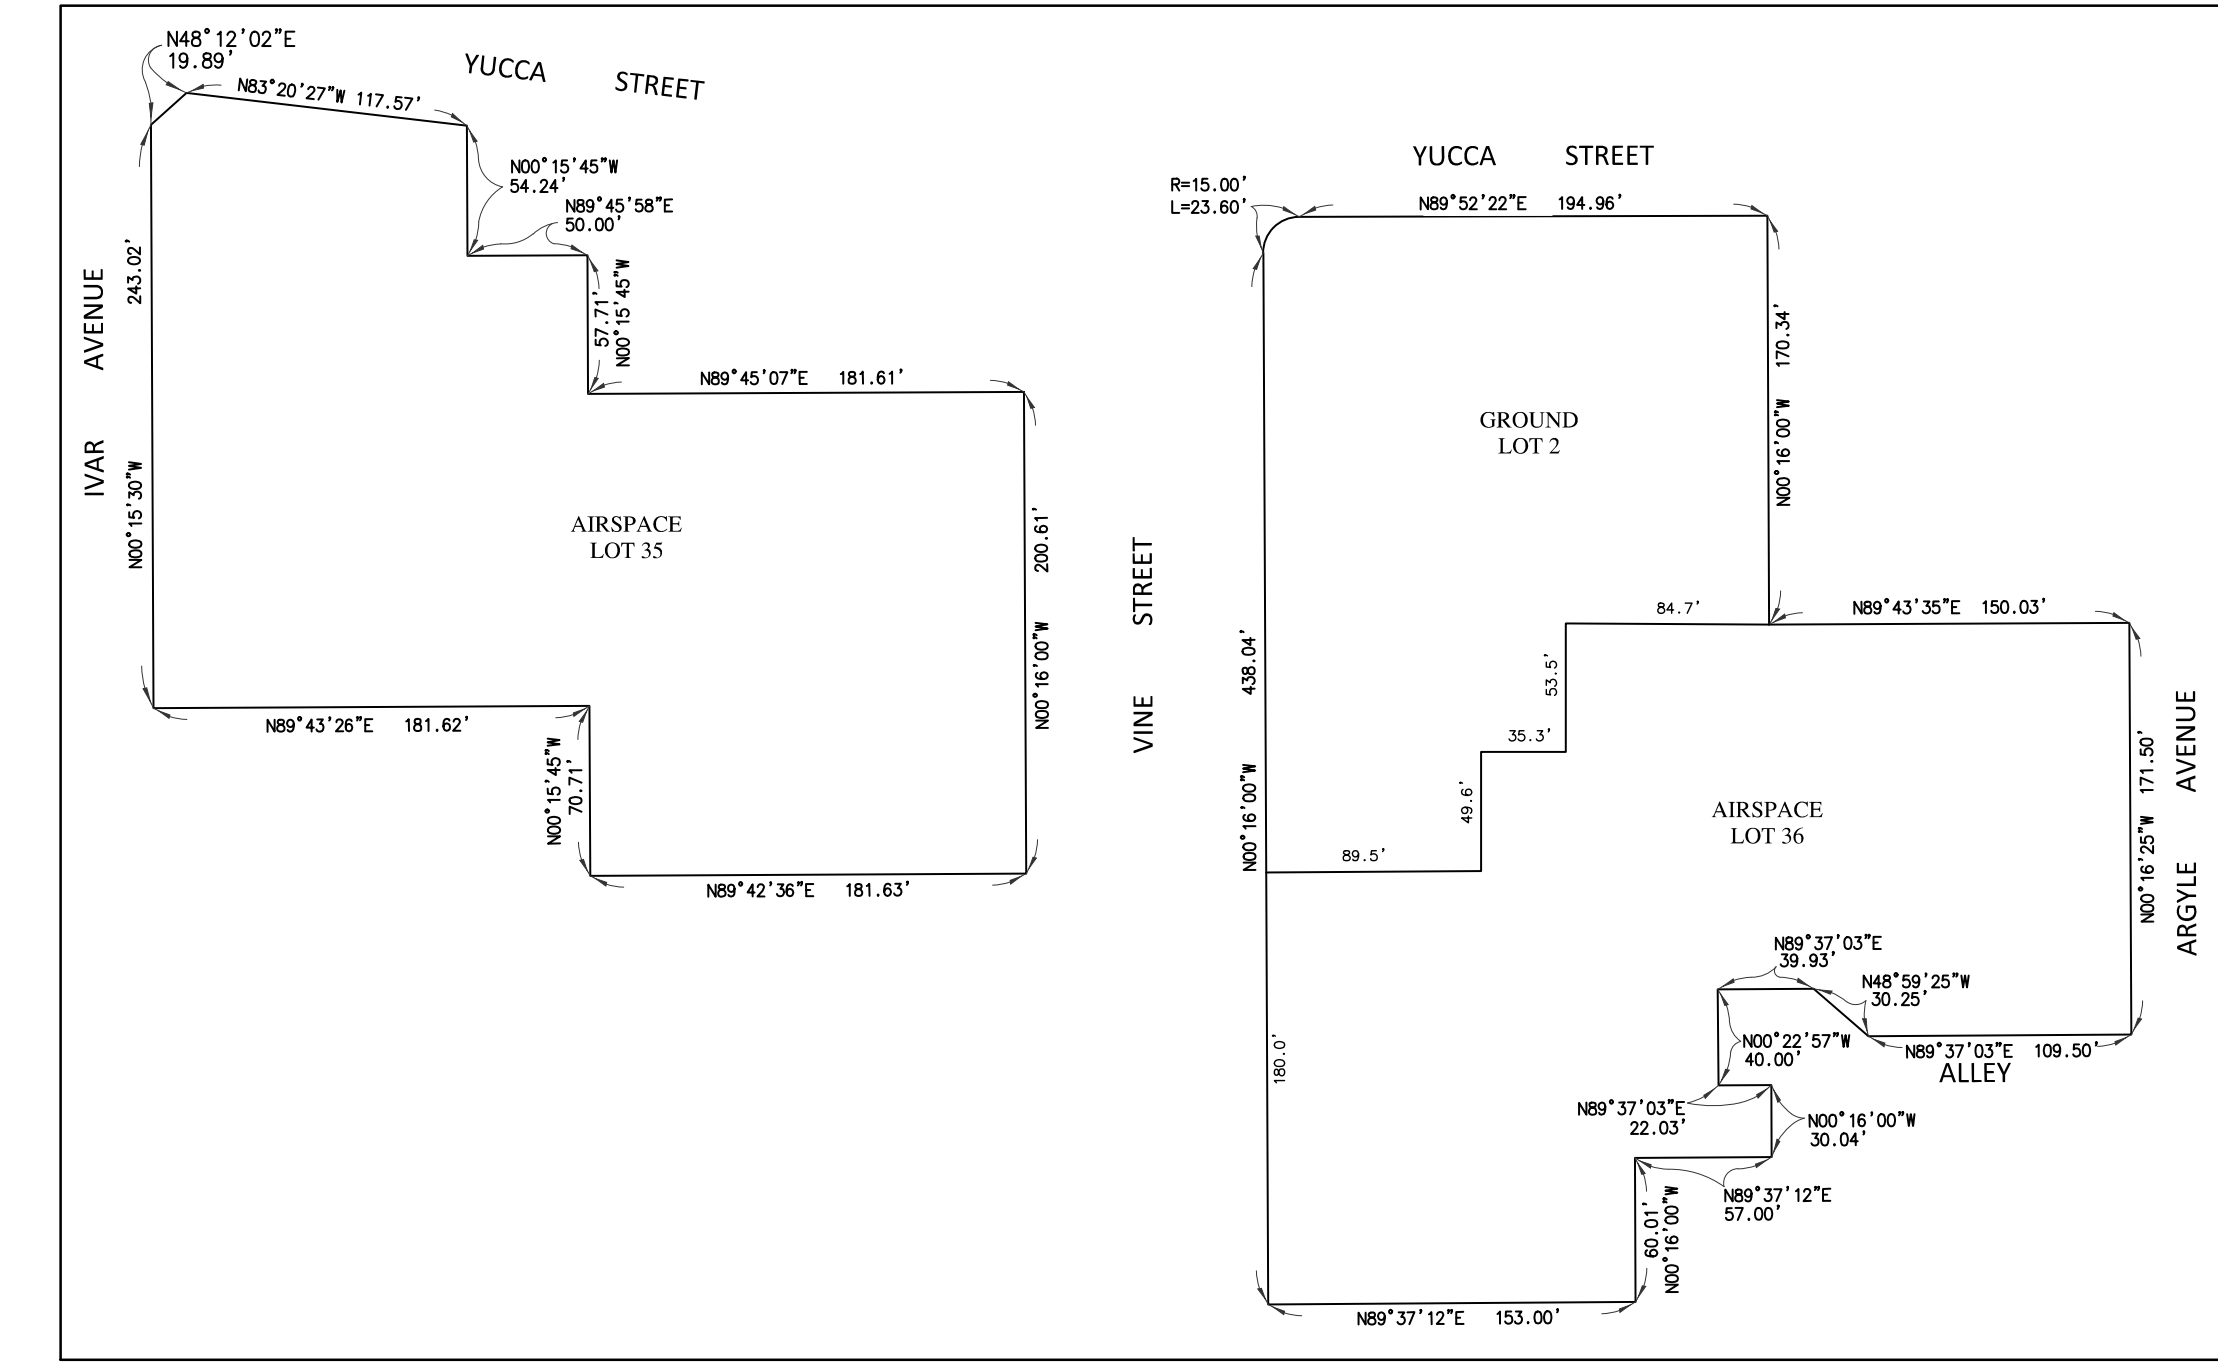 N48°12'02"E
19.89'
N83°20'27"W 117.57'
YUCCA STREET
N00°15'45"W
54.24'
N89°45'58"E
50.00'
57.71'
N00°15'45"W
N89°45'07"E 181.61'
IVAR AVENUE
N00°15'30"W 243.02'
AIRSPACE
LOT 35
N00°16'00"W 200.61'
N89°43'26"E 181.62'
N00°15'45"W
70.71'
N89°42'36"E 181.63'
VINE STREET
YUCCA STREET
R=15.00'
L=23.60'
N89°52'22"E 194.96'
N00°16'00"W 170.34'
GROUND
LOT 2
N00°16'00"W 438.04'
84.7'
N89°43'35"E 150.03'
53.5'
35.3'
49.6'
89.5'
AIRSPACE
LOT 36
N00°16'25"W 171.50'
ARGYLE AVENUE
N89°37'03"E
39.93'
N48°59'25"W
30.25'
N00°22'57"W
40.00'
N89°37'03"E 109.50'
ALLEY
180.0'
N89°37'03"E
22.03'
N00°16'00"W
30.04'
N89°37'12"E
57.00'
60.01'
N00°16'00"W
N89°37'12"E 153.00'